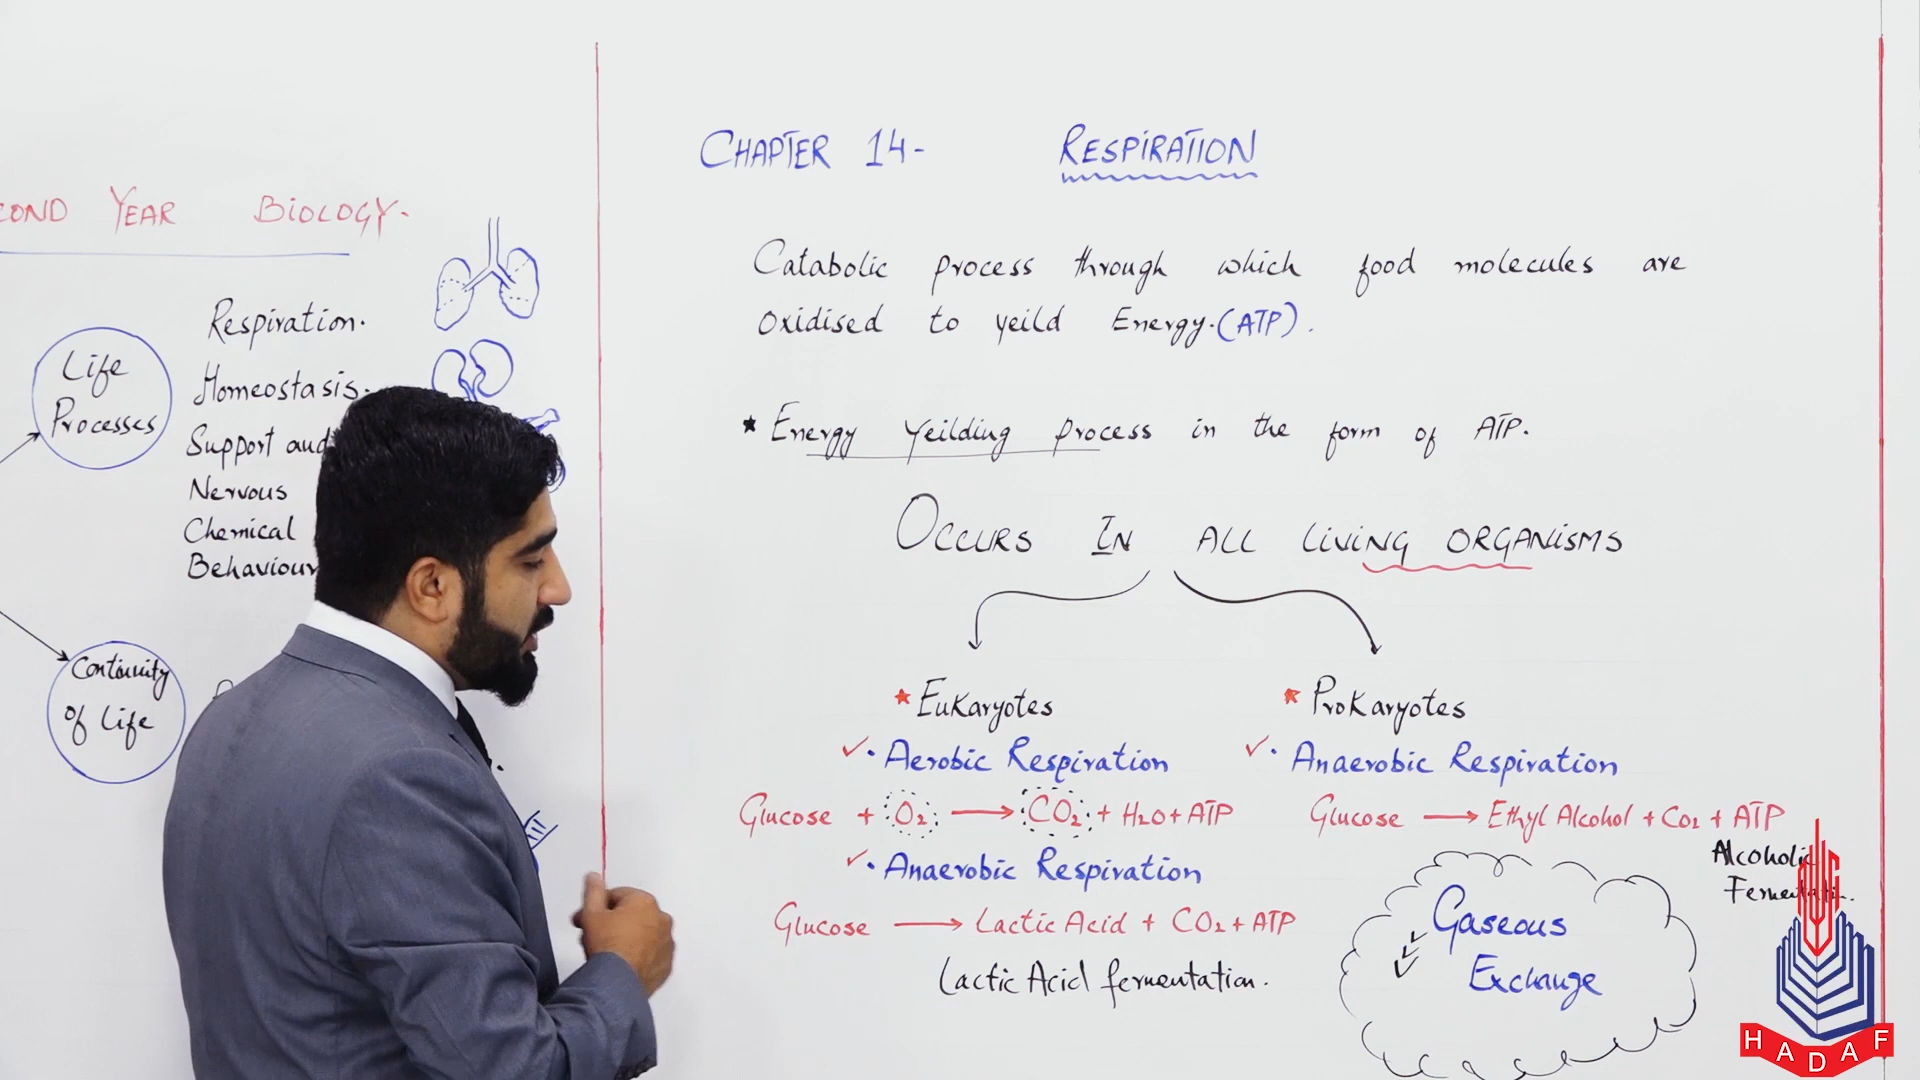 CHAPTER 14- RESPIRATION
Catabolic process through which food molecules are
oxidised to yeild Energy.(ATP).
* Energy Yeilding process in the form of ATP.
OCCURS IN ALL LIVING ORGANISMS
* Eukaryotes
✓. Aerobic Respiration
Glucose + O2 → CO2 + H2O + ATP
✓. Anaerobic Respiration
Glucose → Lactic Acid + CO2 + ATP
Lactic Acid fermentation.
* Prokaryotes
✓. Anaerobic Respiration
Glucose → Ethyl Alcohol + CO2 + ATP
Alcoholic
Gaseous
Exchange
YEAR BIOLOGY.
Life
Processes
Respiration.
Homeostasis.
Support and
Nervous
Chemical
Behaviour
Continuity
of Life
HADAF